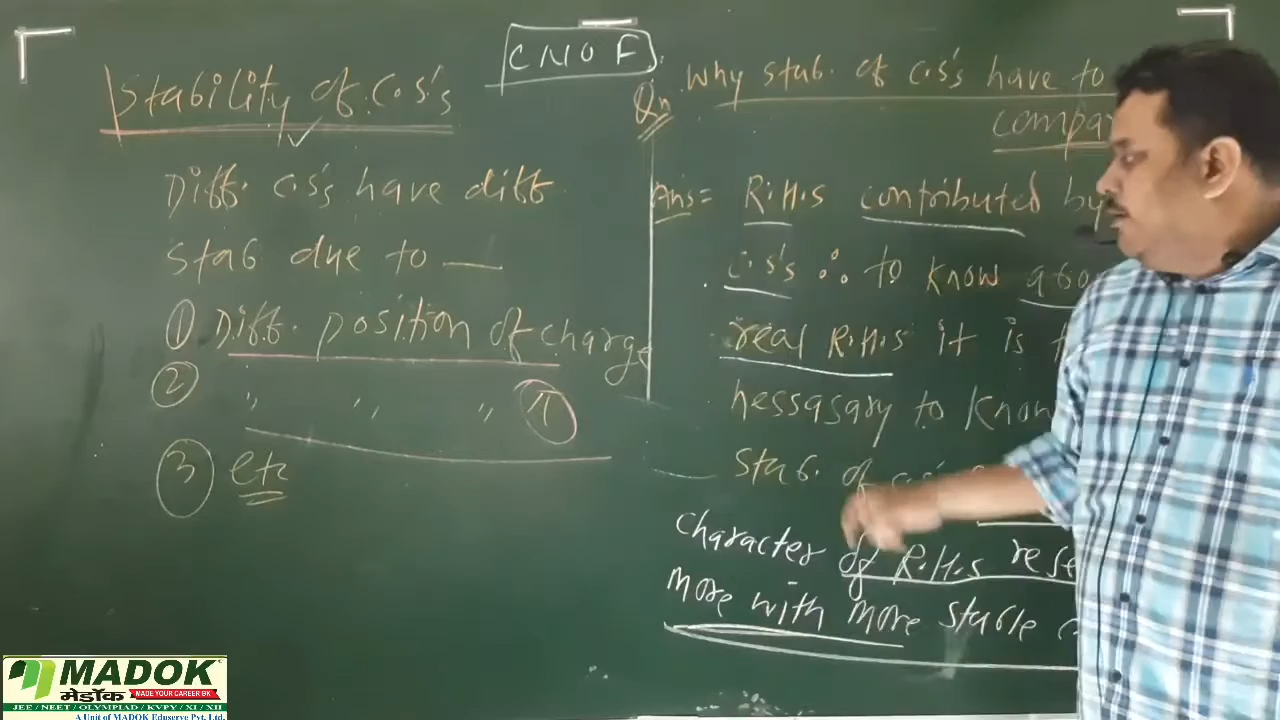 CNOF
Stability of C.S's
Diff. C.S's have diff
stab due to —
① Diff. position of charge
② " " " π
③ etc
Qn
Why stab. of C.S's have to
compa
Ans = R.H.S contributed by
C.S's ∴ to know abo
real R.H.S it is
nessasary to know
stab. of C.S's
character of R.H.S rese
more with more stable
MADOK
मेडॉक
MAKE YOUR CAREER OK
JEE / NEET / OLYMPIAD / KVPY / XI / XII
A Unit of MADOK Eduserve Pvt. Ltd.